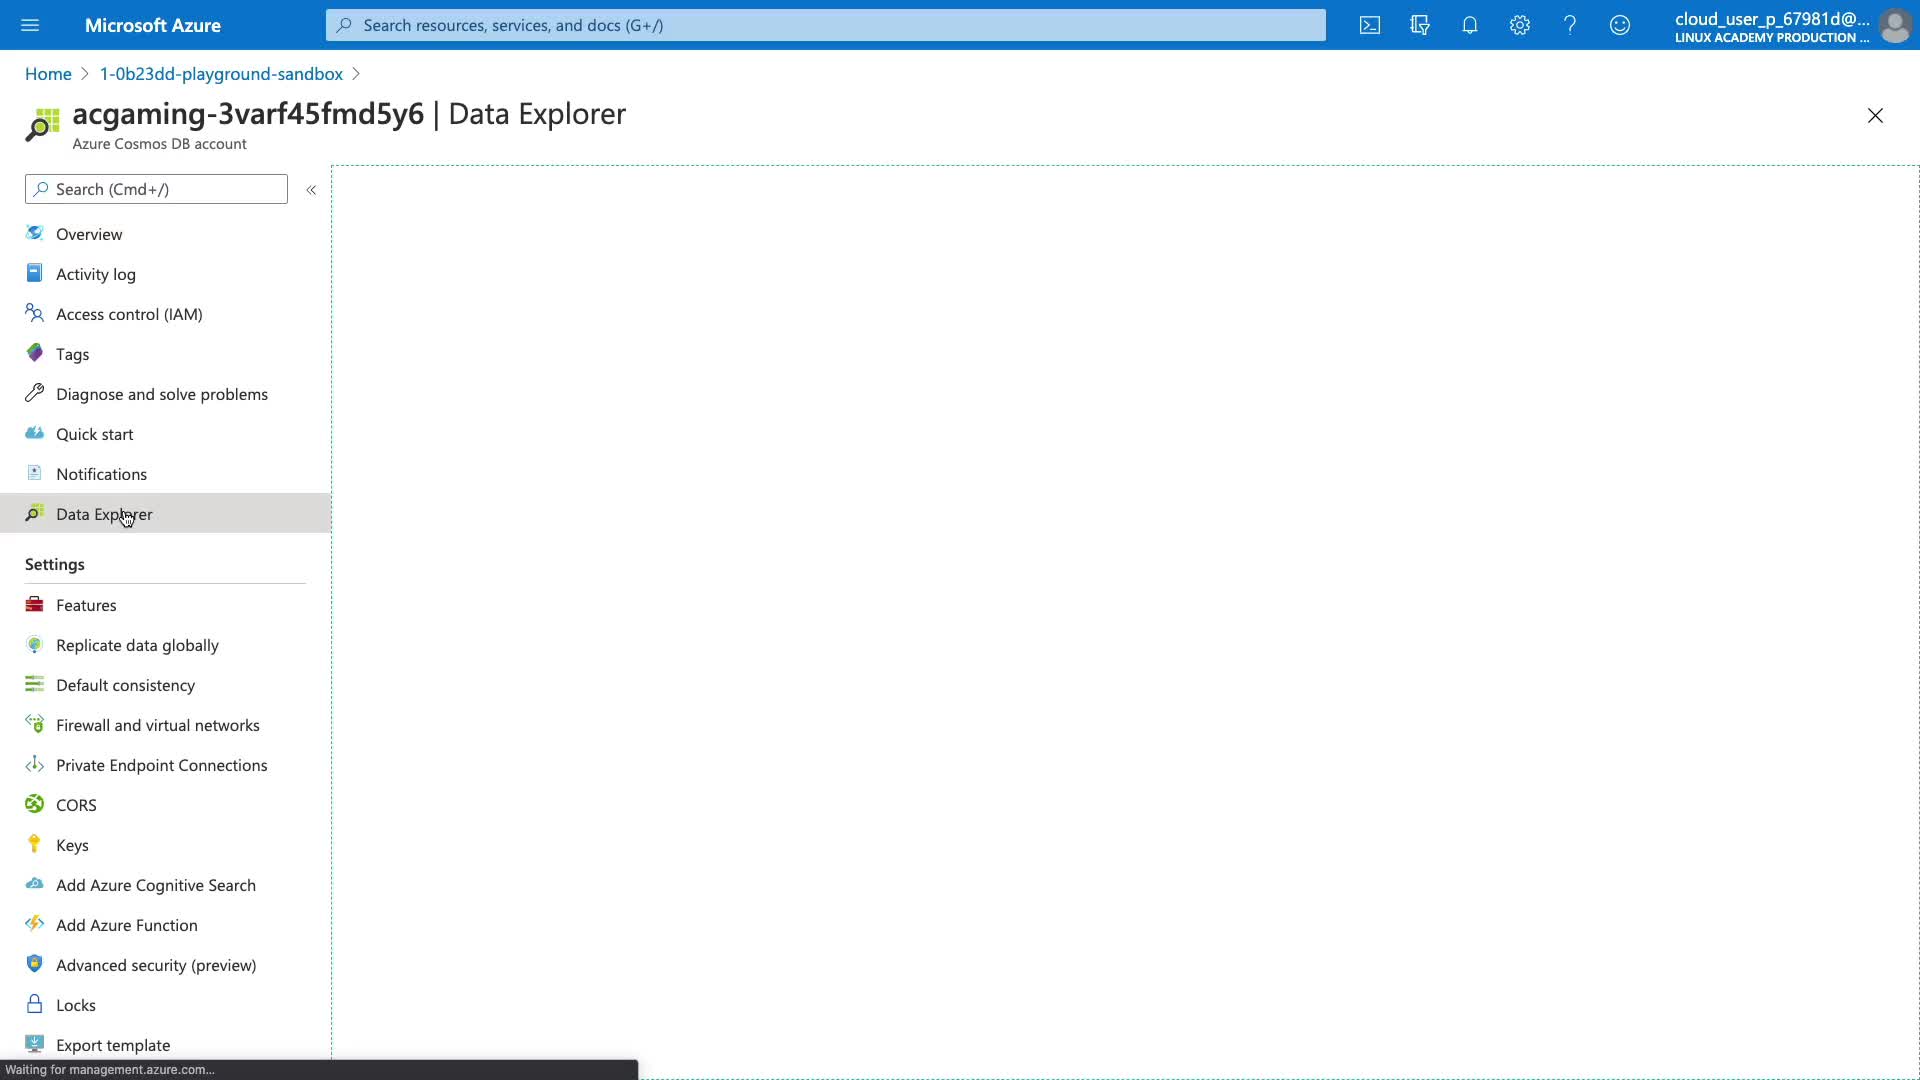 Microsoft Azure
Search resources, services, and docs (G+/)
cloud_user_p_67981d@...
LINUX ACADEMY PRODUCTION ...
Home > 1-0b23dd-playground-sandbox >
acgaming-3varf45fmd5y6 | Data Explorer
Azure Cosmos DB account
Search (Cmd+/)
Overview
Activity log
Access control (IAM)
Tags
Diagnose and solve problems
Quick start
Notifications
Data Explorer
Settings
Features
Replicate data globally
Default consistency
Firewall and virtual networks
Private Endpoint Connections
CORS
Keys
Add Azure Cognitive Search
Add Azure Function
Advanced security (preview)
Locks
Export template
Waiting for management.azure.com...